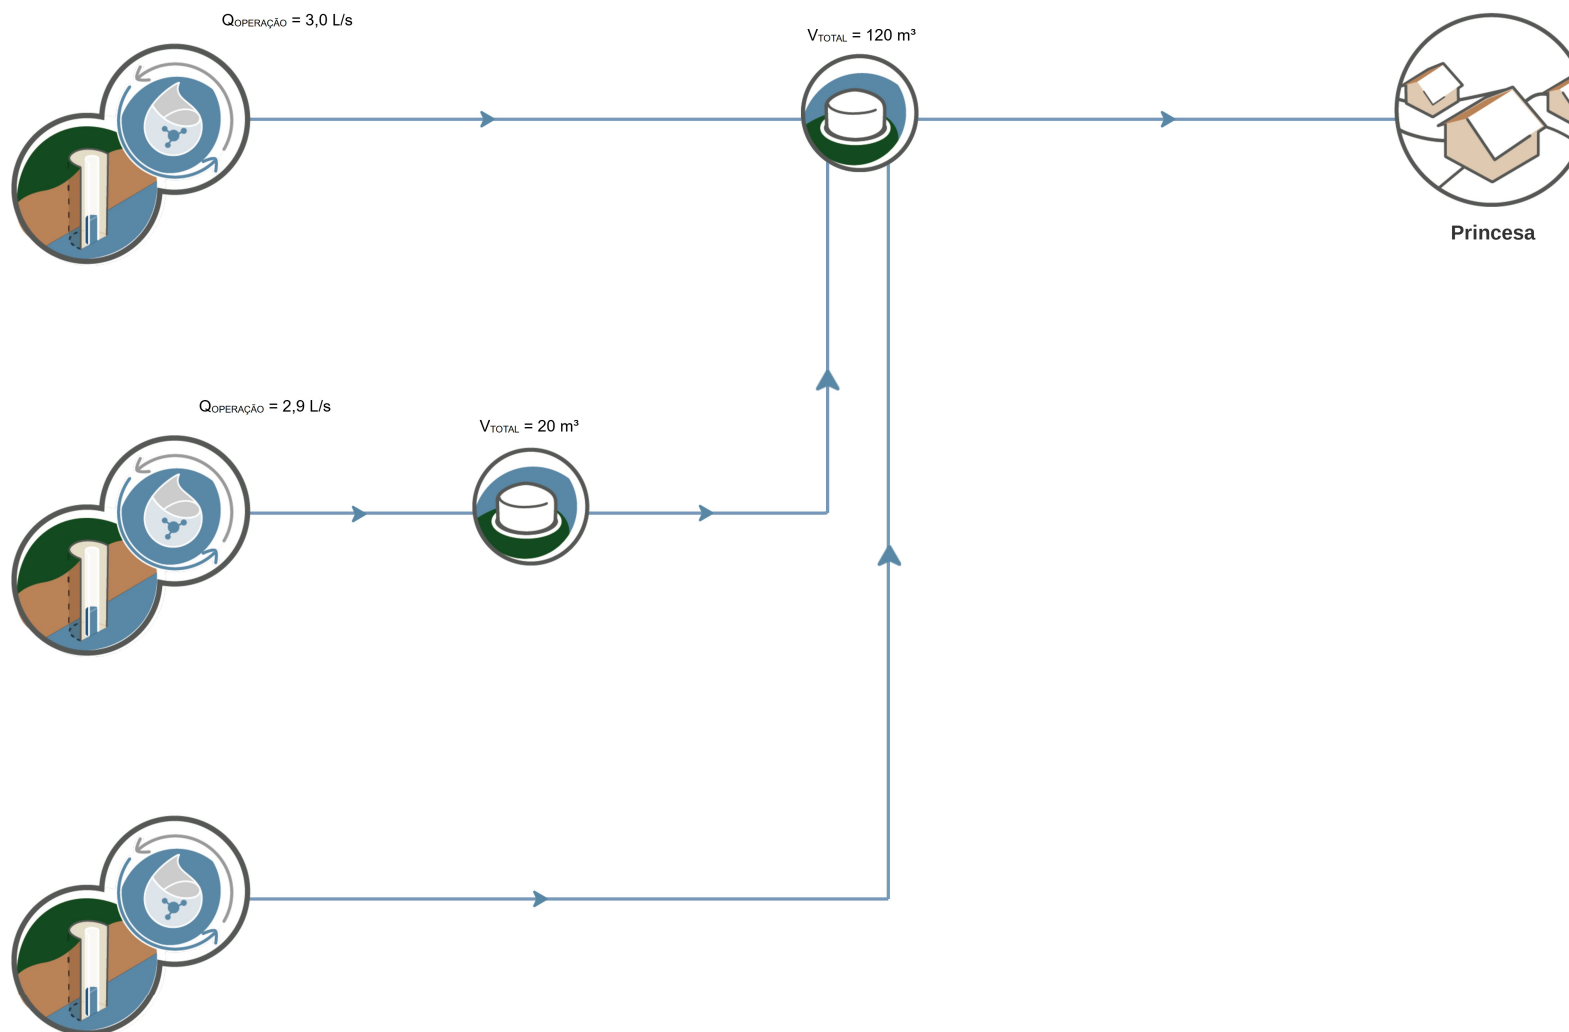 QOPERAÇÃO = 3,0 L/s
VTOTAL = 120 m³
Princesa
QOPERAÇÃO = 2,9 L/s
VTOTAL = 20 m³